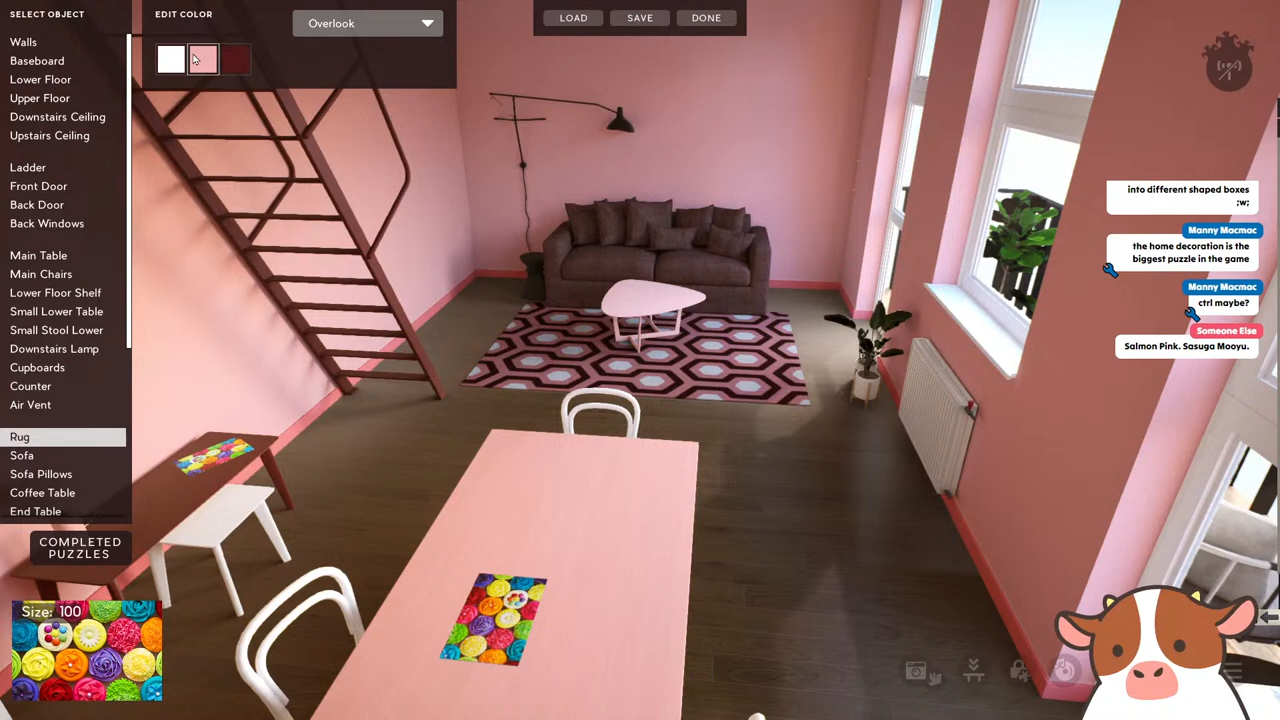 SELECT OBJECT
Walls
Baseboard
Lower Floor
Upper Floor
Downstairs Ceiling
Upstairs Ceiling
Ladder
Front Door
Back Door
Back Windows
Main Table
Main Chairs
Lower Floor Shelf
Small Lower Table
Small Stool Lower
Downstairs Lamp
Cupboards
Counter
Air Vent
Rug
Sofa
Sofa Pillows
Coffee Table
End Table
COMPLETED
PUZZLES
Size: 100
EDIT COLOR
Overlook
LOAD
SAVE
DONE
into different shaped boxes
;w;
Manny Macmac
the home decoration is the
biggest puzzle in the game
Manny Macmac
ctrl maybe?
Someone Else
Salmon Pink. Sasuga Mooyu.